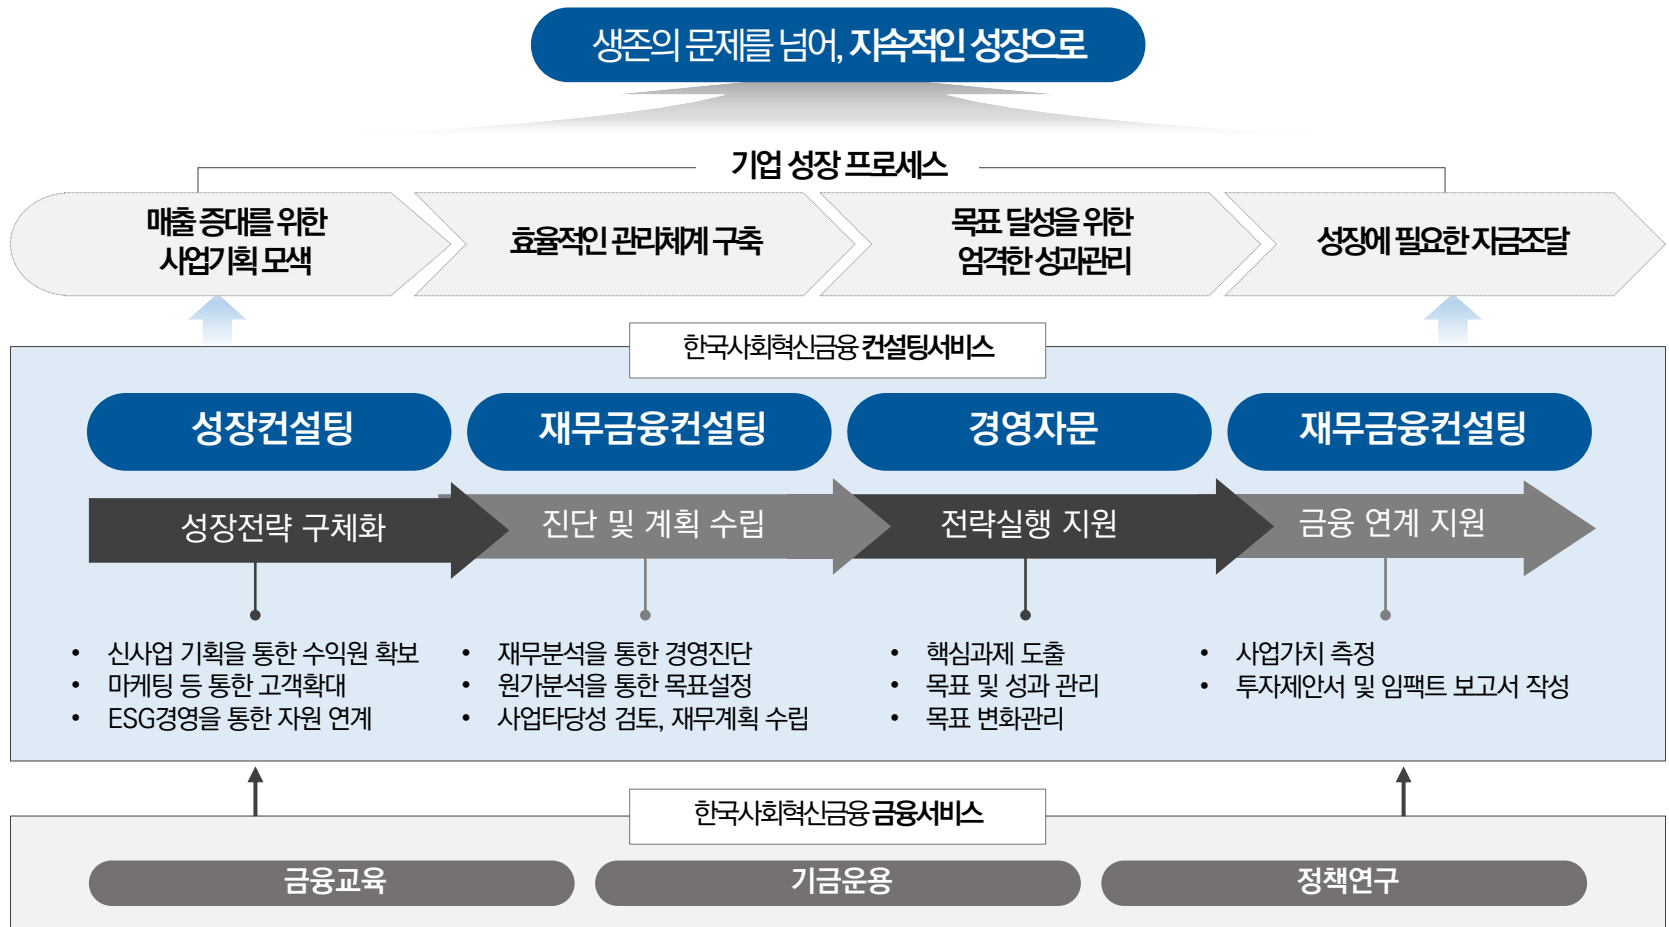 생존의 문제를 넘어, 지속적인 성장으로
기업 성장 프로세스
매출 증대를 위한
사업기획 모색
효율적인 관리체계 구축
목표 달성을 위한
엄격한 성과관리
성장에 필요한 자금조달
한국사회혁신금융 컨설팅서비스
성장컨설팅
재무금융컨설팅
경영자문
재무금융컨설팅
성장전략 구체화
진단 및 계획 수립
전략실행 지원
금융 연계 지원
• 신사업 기획을 통한 수익원 확보
• 마케팅 등 통한 고객확대
• ESG경영을 통한 자원 연계
• 재무분석을 통한 경영진단
• 원가분석을 통한 목표설정
• 사업타당성 검토, 재무계획 수립
• 핵심과제 도출
• 목표 및 성과 관리
• 목표 변화관리
• 사업가치 측정
• 투자제안서 및 임팩트 보고서 작성
한국사회혁신금융 금융서비스
금융교육
기금운용
정책연구